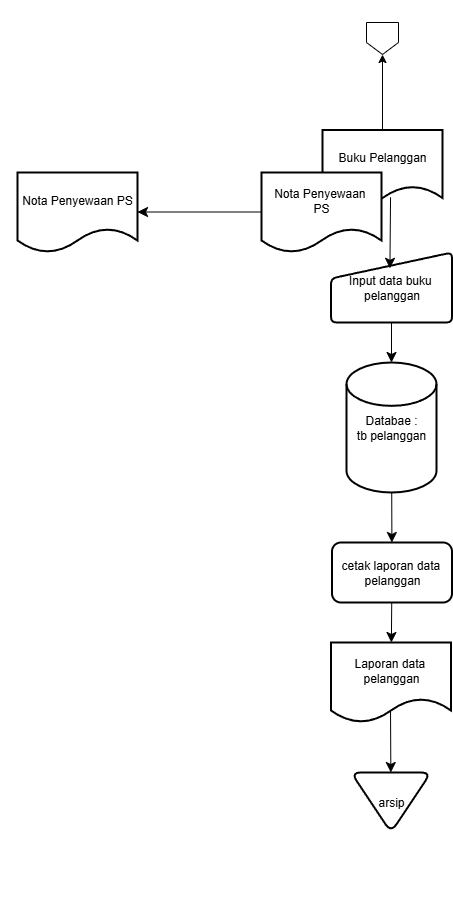 Buku Pelanggan
Nota Penyewaan PS
Nota Penyewaan
PS
Input data buku
pelanggan
Databae :
tb pelanggan
cetak laporan data
pelanggan
Laporan data
pelanggan
arsip